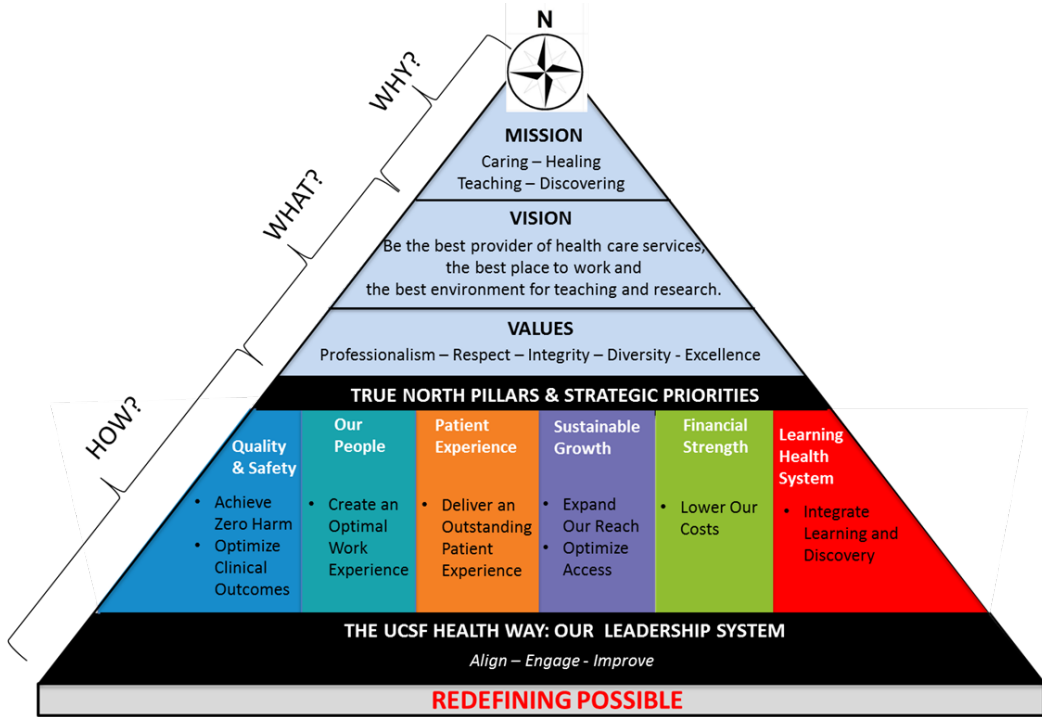 N
WHY?
MISSION
Caring – Healing
Teaching – Discovering
WHAT?
VISION
Be the best provider of health care services,
the best place to work and
the best environment for teaching and research.
VALUES
Professionalism – Respect – Integrity – Diversity - Excellence
HOW?
TRUE NORTH PILLARS & STRATEGIC PRIORITIES
Quality
& Safety
• Achieve
Zero Harm
• Optimize
Clinical
Outcomes
Our
People
• Create an
Optimal
Work
Experience
Patient
Experience
• Deliver an
Outstanding
Patient
Experience
Sustainable
Growth
• Expand
Our Reach
• Optimize
Access
Financial
Strength
• Lower Our
Costs
Learning
Health
System
• Integrate
Learning and
Discovery
THE UCSF HEALTH WAY: OUR LEADERSHIP SYSTEM
Align – Engage - Improve
REDEFINING POSSIBLE